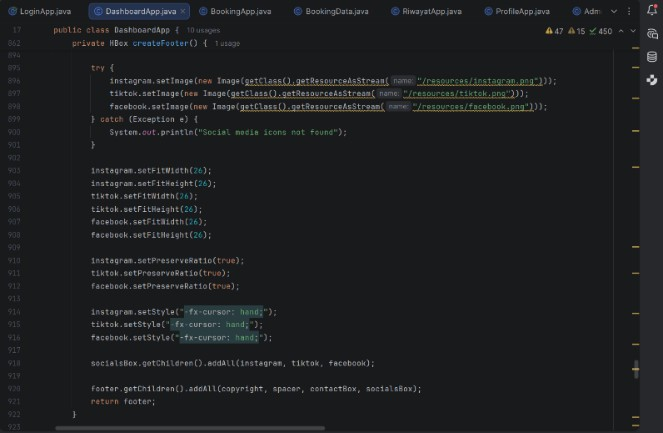 LoginApp.java DashboardApp.java BookingApp.java BookingData.java RiwayatApp.java ProfileApp.java Adm
17 public class DashboardApp { 10 usages 47 15 450
862 private HBox createFooter() { 1 usage
894
895 try {
896 instagram.setImage(new Image(getClass().getResourceAsStream( name: "/resources/instagram.png")));
897 tiktok.setImage(new Image(getClass().getResourceAsStream( name: "/resources/tiktok.png")));
898 facebook.setImage(new Image(getClass().getResourceAsStream( name: "/resources/facebook.png")));
899 } catch (Exception e) {
900 System.out.println("Social media icons not found");
901 }
902
903 instagram.setFitWidth(26);
904 instagram.setFitHeight(26);
905 tiktok.setFitWidth(26);
906 tiktok.setFitHeight(26);
907 facebook.setFitWidth(26);
908 facebook.setFitHeight(26);
909
910 instagram.setPreserveRatio(true);
911 tiktok.setPreserveRatio(true);
912 facebook.setPreserveRatio(true);
913
914 instagram.setStyle("-fx-cursor: hand;");
915 tiktok.setStyle("-fx-cursor: hand;");
916 facebook.setStyle("-fx-cursor: hand;");
917
918 socialsBox.getChildren().addAll(instagram, tiktok, facebook);
919
920 footer.getChildren().addAll(copyright, spacer, contactBox, socialsBox);
921 return footer;
922 }
923